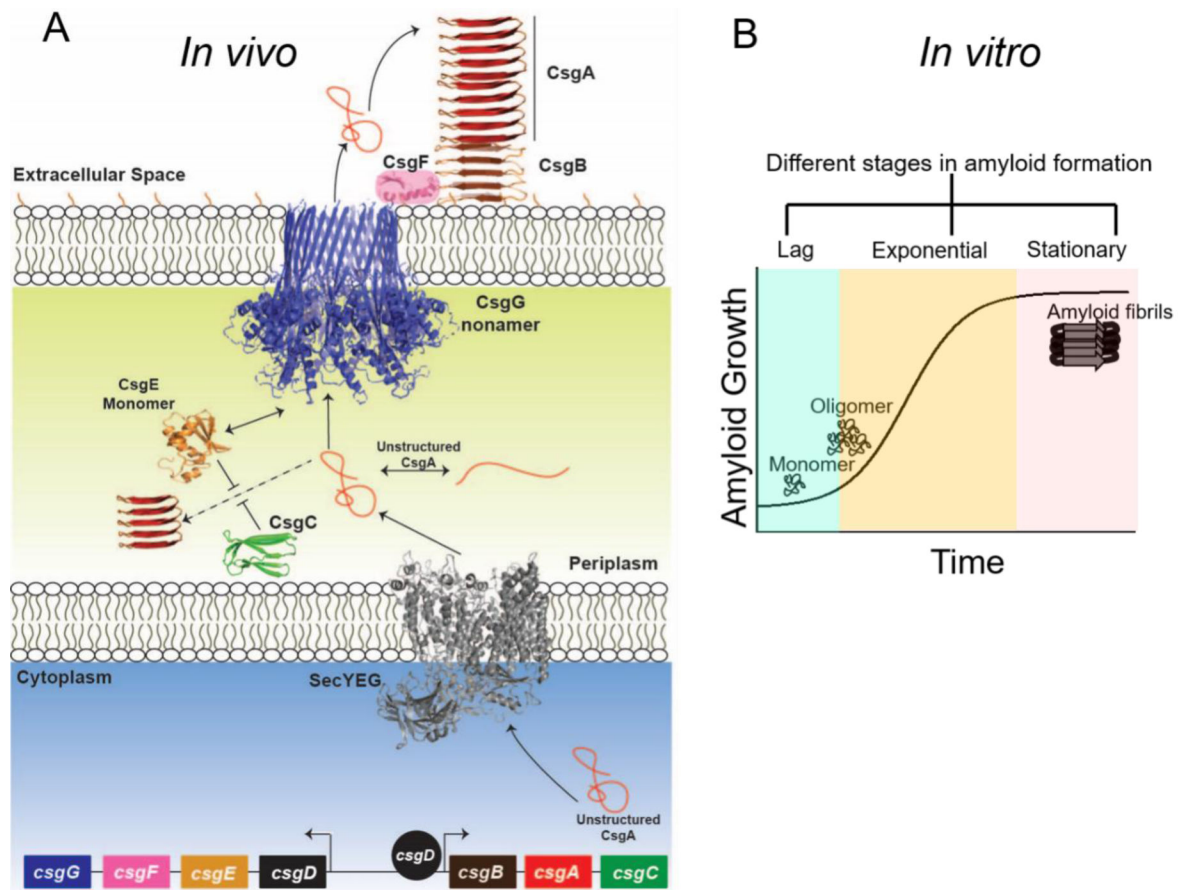 A
In vivo
CsgA
CsgF
CsgB
Extracellular Space
CsgG
nonamer
CsgE
Monomer
Unstructured
CsgA
CsgC
Periplasm
Cytoplasm
SecYEG
Unstructured
CsgA
csgG
csgF
csgE
csgD
csgD
csgB
csgA
csgC
B
In vitro
Different stages in amyloid formation
Lag
Exponential
Stationary
Amyloid fibrils
Oligomer
Monomer
Amyloid Growth
Time